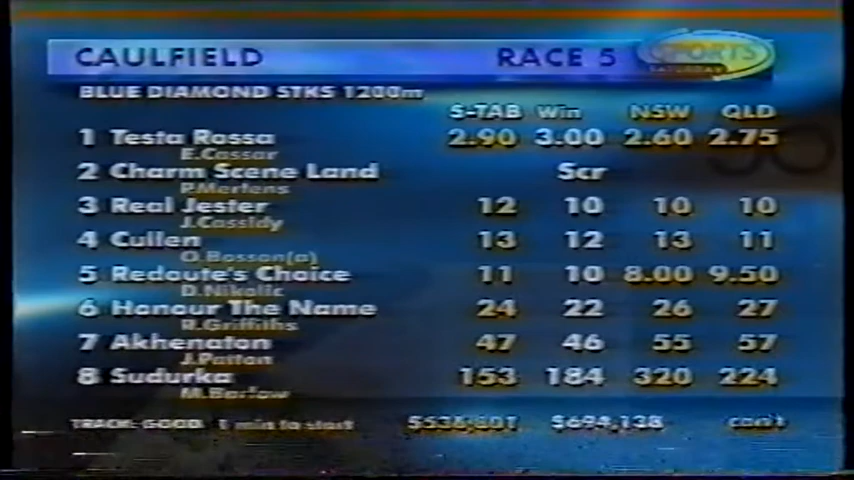 CAULFIELD RACE 5 SPORTS SATURDAY
BLUE DIAMOND STKS 1200m
S-TAB Win NSW QLD
1 Testa Rossa 2.90 3.00 2.60 2.75
E.Cassar
2 Charm Scene Land Scr
P.Mertens
3 Real Jester 12 10 10 10
J.Cassidy
4 Cullen 13 12 13 11
O.Bosson(a)
5 Redoute's Choice 11 10 8.00 9.50
D.Nikolic
6 Honour The Name 24 22 26 27
R.Griffiths
7 Akhenaton 47 46 55 57
J.Patton
8 Sudurka 153 184 320 224
M.Barlow
TRACK-GOOD 1 min to start $694,138 con't